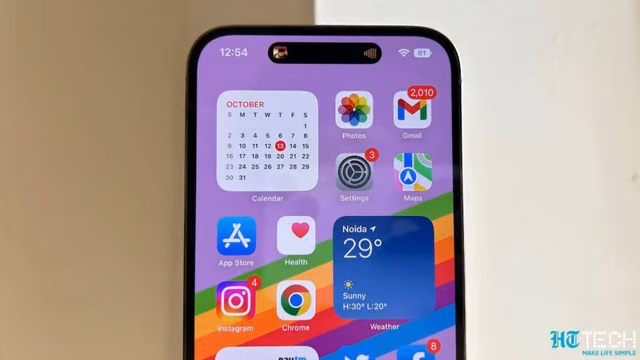 12:54
61
OCTOBER
S M T W T F S
1
2 3 4 5 6 7 8
9 10 11 12 13 14 15
16 17 18 19 20 21 22
23 24 25 26 27 28 29
30 31
Calendar
Photos
2,010
Gmail
3
Settings
Maps
App Store
Health
Noida
29°
Sunny
H:30° L:20°
Weather
4
Instagram
Chrome
paytm
8
HT TECH
MAKE LIFE SIMPLE